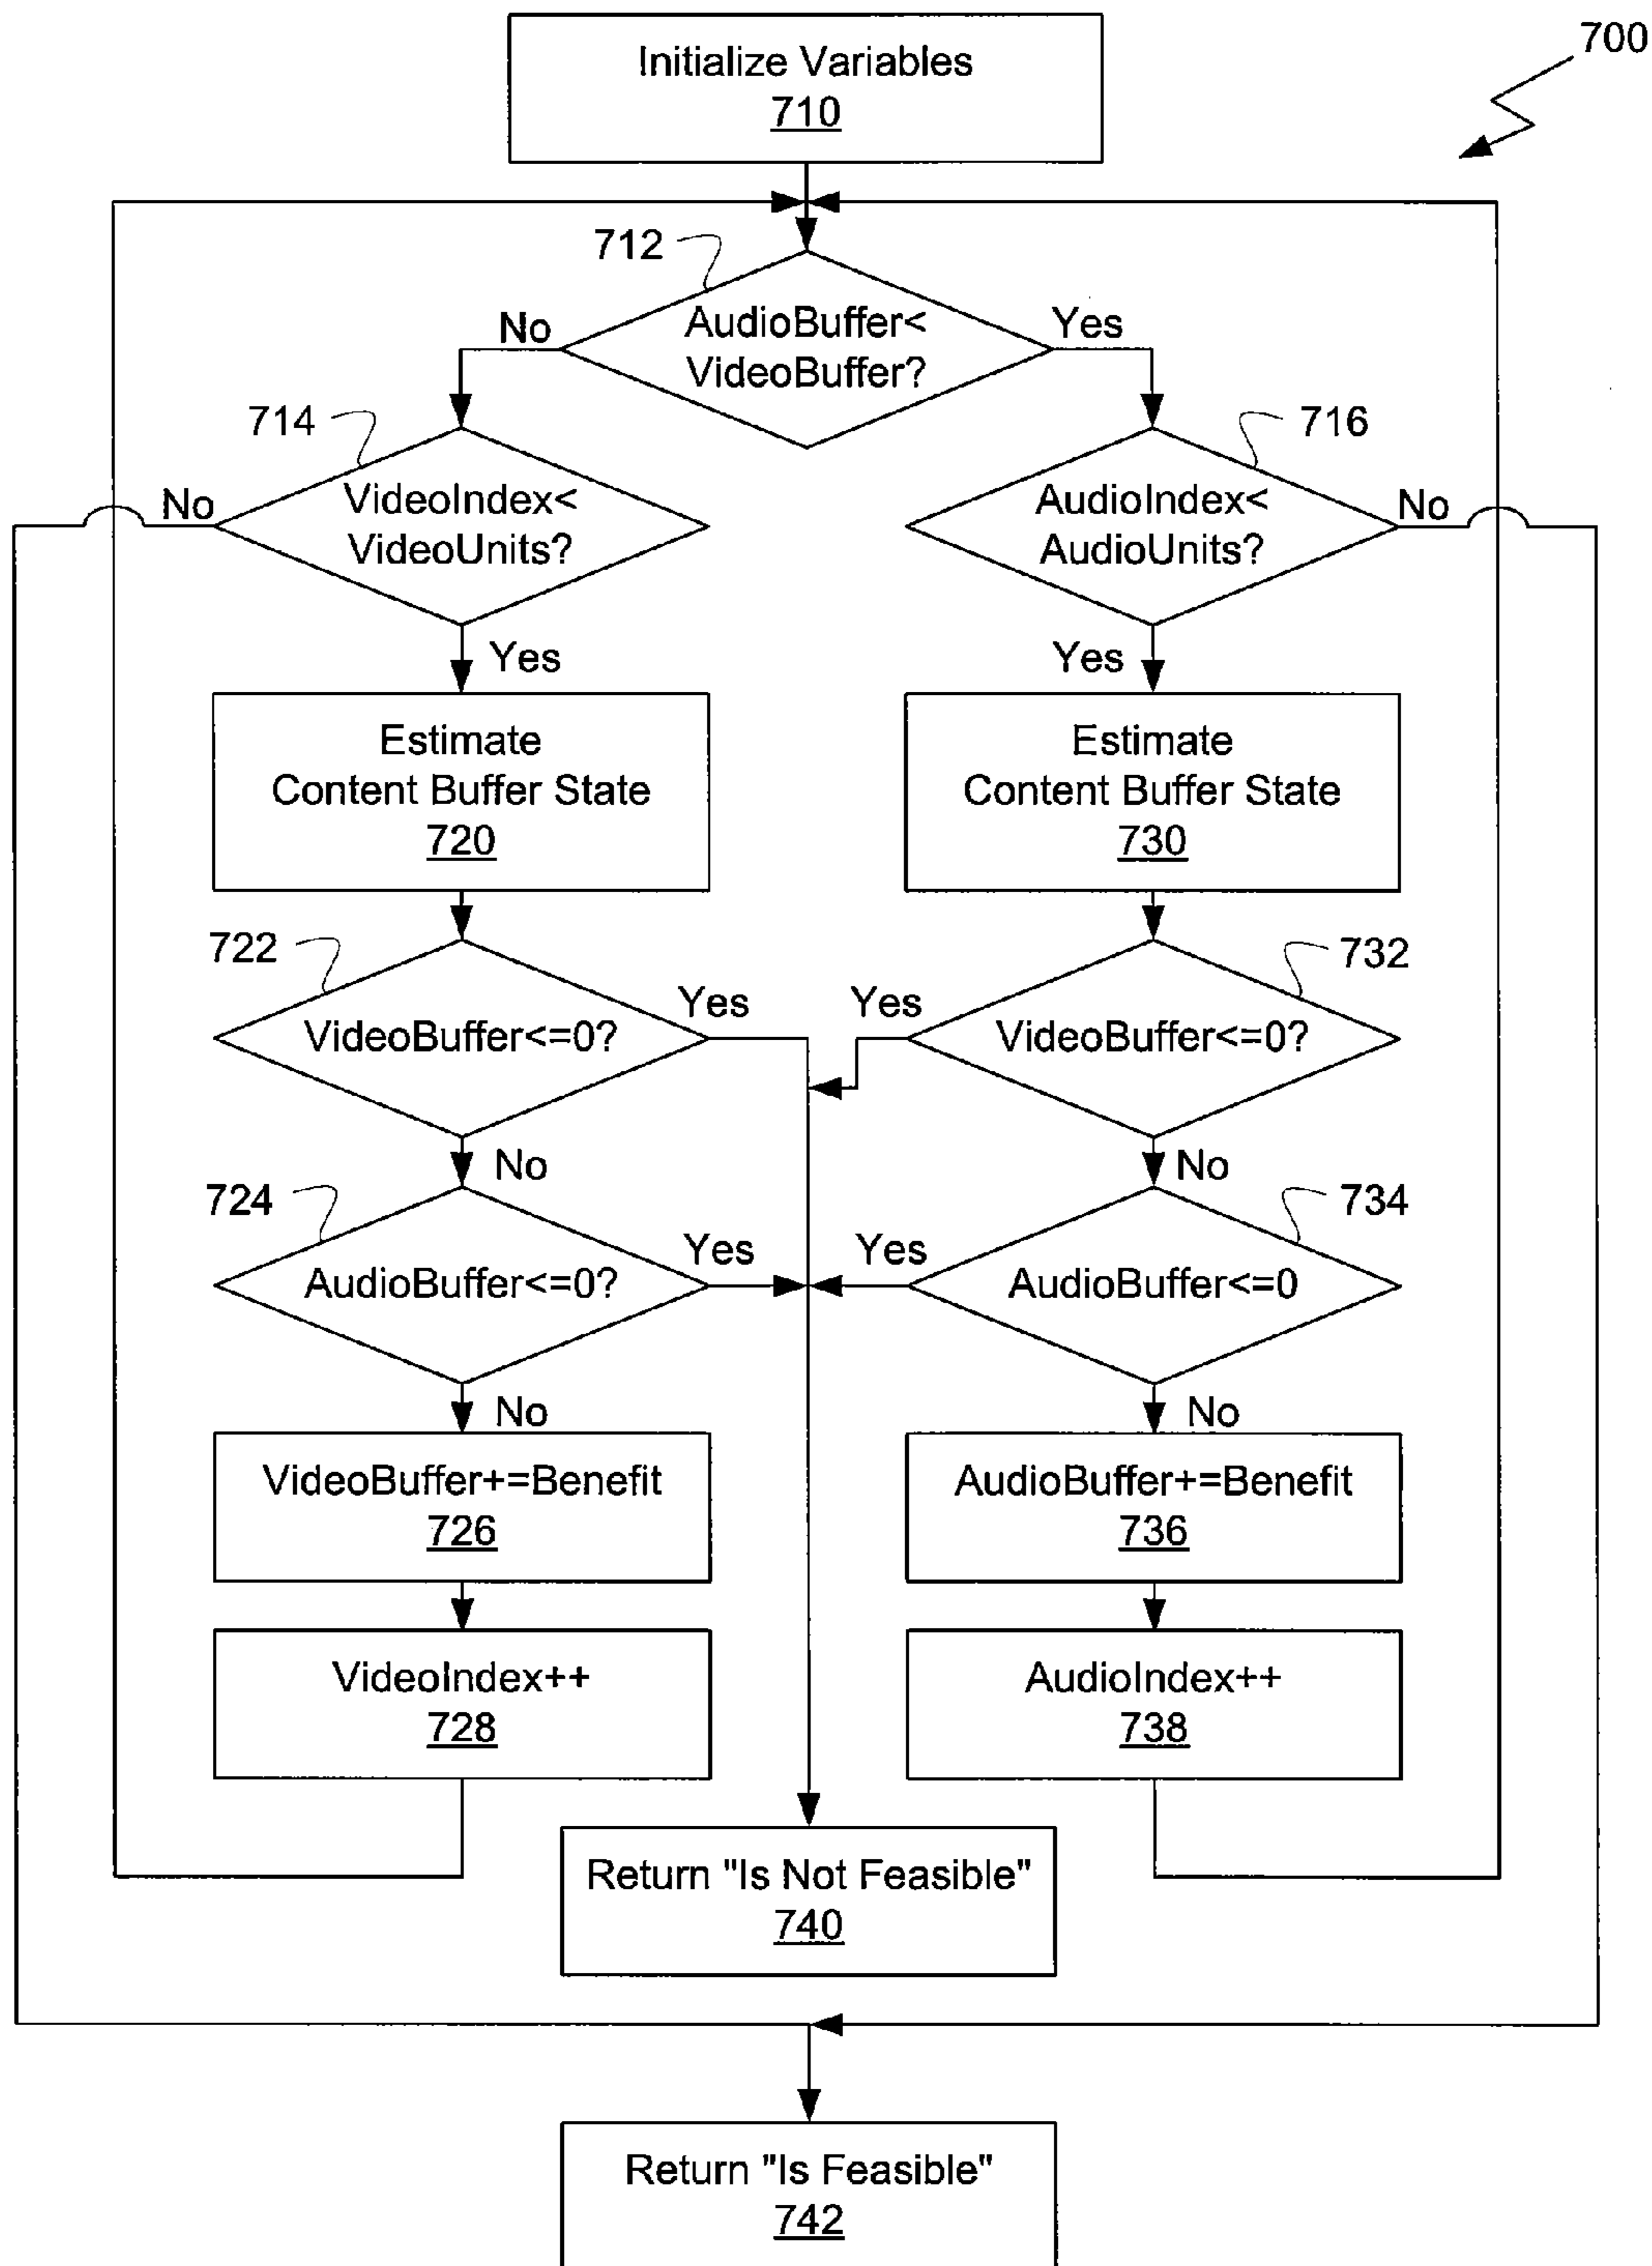 Initialize Variables
710
700
712
AudioBuffer<
VideoBuffer?
No
Yes
714
VideoIndex<
VideoUnits?
No
Yes
716
AudioIndex<
AudioUnits?
No
Yes
Estimate
Content Buffer State
720
Estimate
Content Buffer State
730
722
VideoBuffer<=0?
Yes
No
732
VideoBuffer<=0?
Yes
No
724
AudioBuffer<=0?
Yes
No
734
AudioBuffer<=0
Yes
No
VideoBuffer+=Benefit
726
AudioBuffer+=Benefit
736
VideoIndex++
728
AudioIndex++
738
Return "Is Not Feasible"
740
Return "Is Feasible"
742